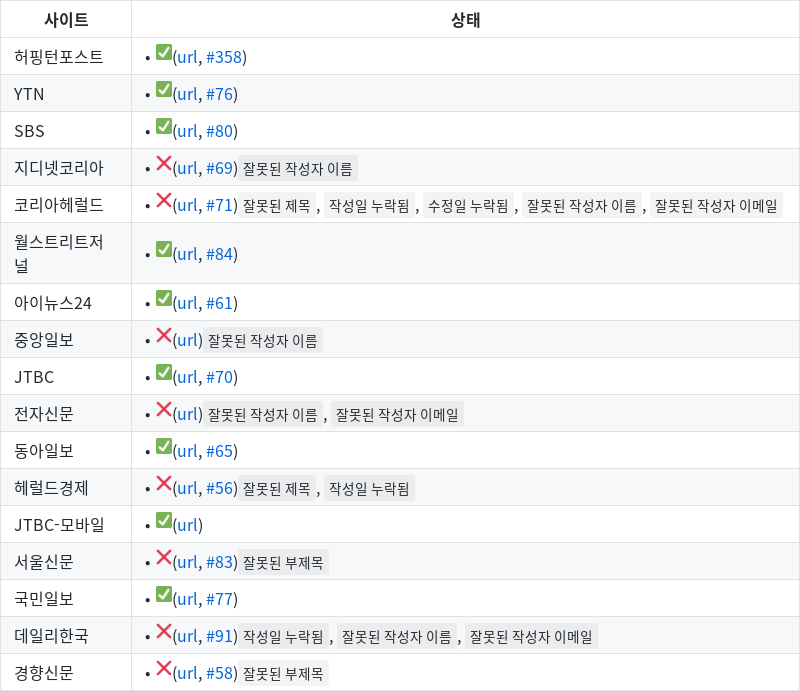 사이트 상태
허핑턴포스트 • ✅(url, #358)
YTN • ✅(url, #76)
SBS • ✅(url, #80)
지디넷코리아 • ❌(url, #69) 잘못된 작성자 이름
코리아헤럴드 • ❌(url, #71) 잘못된 제목 , 작성일 누락됨 , 수정일 누락됨 , 잘못된 작성자 이름 , 잘못된 작성자 이메일
월스트리트저
널 • ✅(url, #84)
아이뉴스24 • ✅(url, #61)
중앙일보 • ❌(url) 잘못된 작성자 이름
JTBC • ✅(url, #70)
전자신문 • ❌(url) 잘못된 작성자 이름 , 잘못된 작성자 이메일
동아일보 • ✅(url, #65)
헤럴드경제 • ❌(url, #56) 잘못된 제목 , 작성일 누락됨
JTBC-모바일 • ✅(url)
서울신문 • ❌(url, #83) 잘못된 부제목
국민일보 • ✅(url, #77)
데일리한국 • ❌(url, #91) 작성일 누락됨 , 잘못된 작성자 이름 , 잘못된 작성자 이메일
경향신문 • ❌(url, #58) 잘못된 부제목